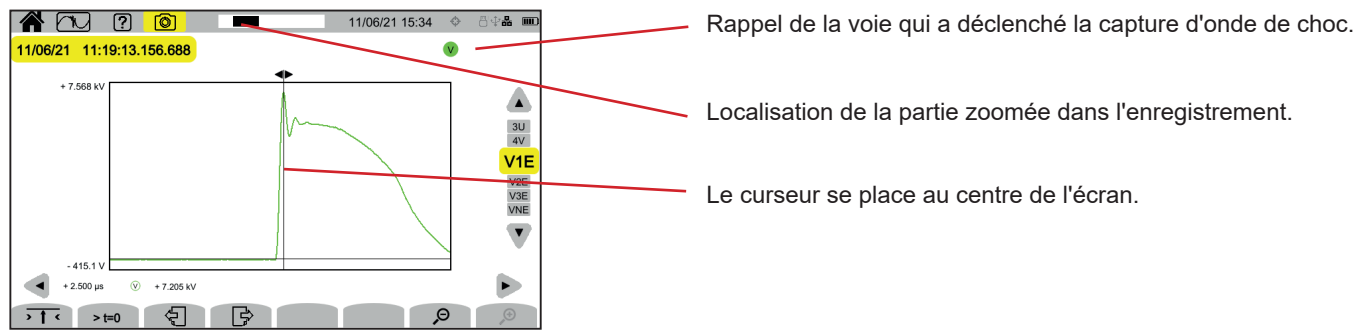 ?
11/06/21 15:34
11/06/21 11:19:13.156.688
V
Rappel de la voie qui a déclenché la capture d'onde de choc.
+ 7.568 kV
Localisation de la partie zoomée dans l'enregistrement.
3U
4V
V1E
V2E
V3E
VNE
Le curseur se place au centre de l'écran.
- 415.1 V
+ 2.500 µs V + 7.205 kV
> t=0